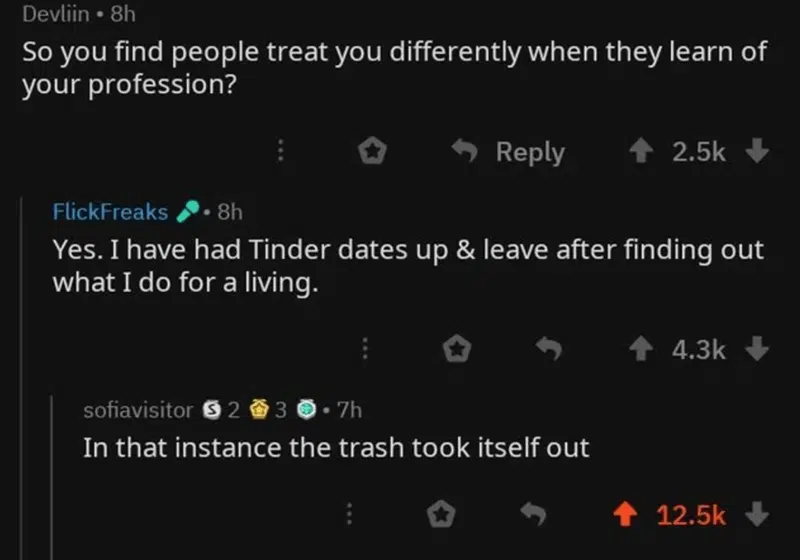 Devliin • 8h
So you find people treat you differently when they learn of
your profession?
Reply 2.5k
FlickFreaks • 8h
Yes. I have had Tinder dates up & leave after finding out
what I do for a living.
4.3k
sofiavisitor S 2 3 • 7h
In that instance the trash took itself out
12.5k